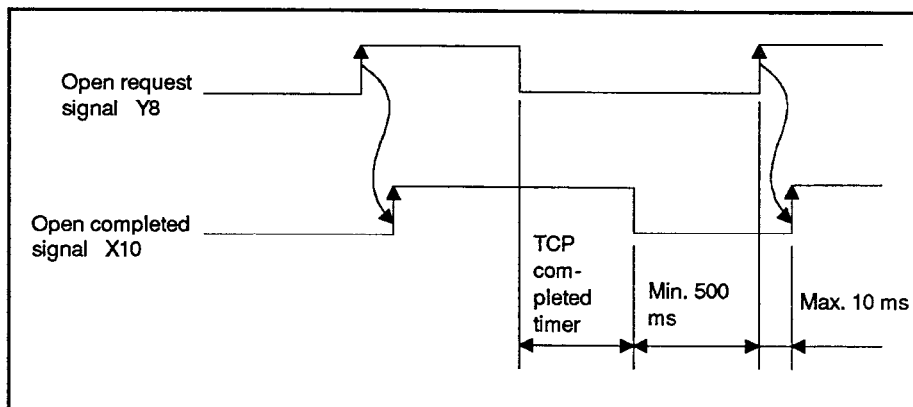 Open request
signal Y8
Open completed
signal X10
TCP
com-
pleted
timer
Min. 500
ms
Max. 10 ms